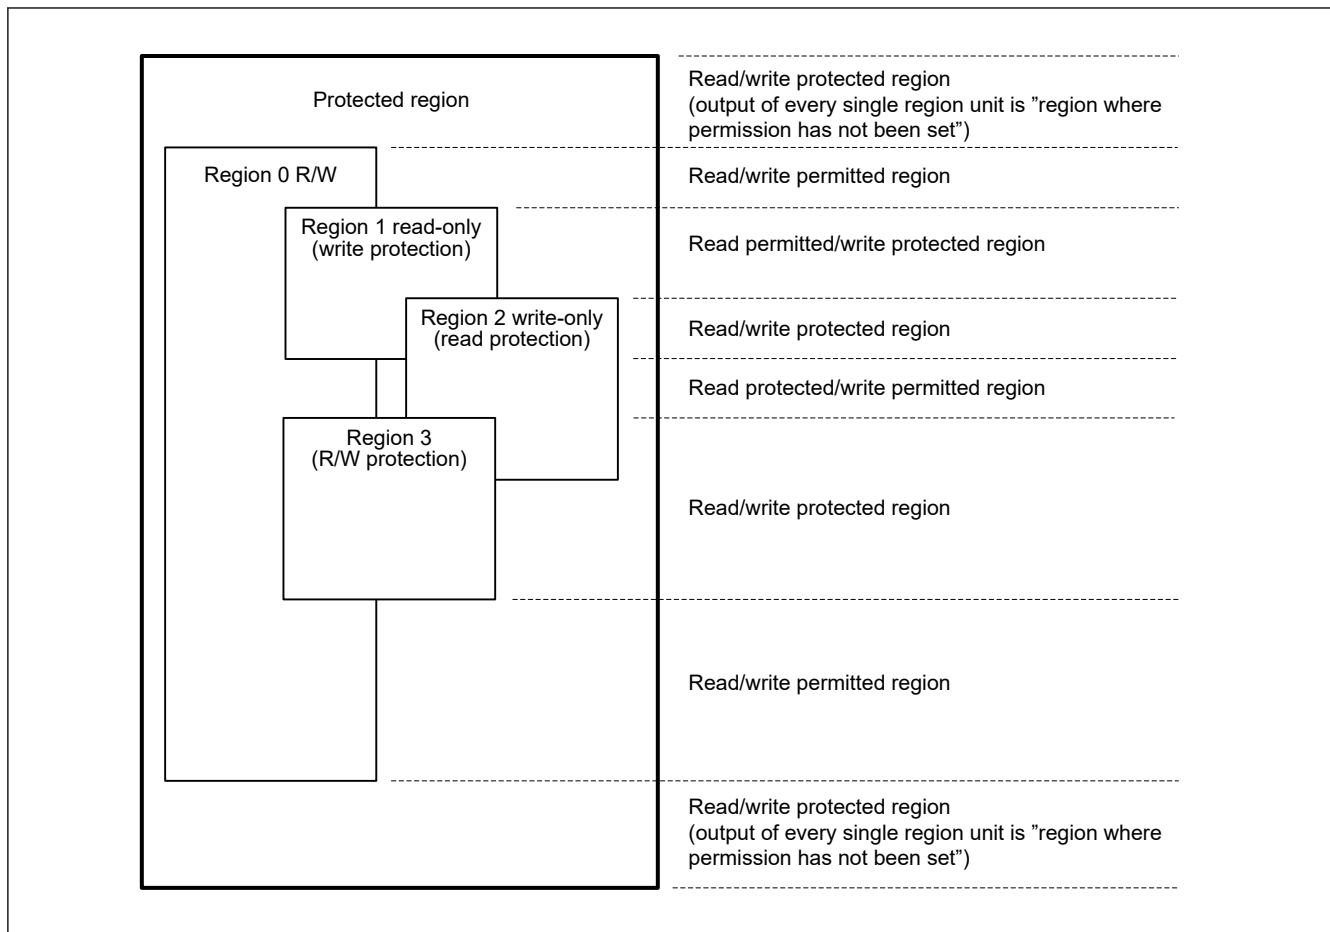 Protected region
Read/write protected region
(output of every single region unit is ”region where
permission has not been set”)
Region 0 R/W
Read/write permitted region
Region 1 read-only
(write protection)
Read permitted/write protected region
Region 2 write-only
(read protection)
Read/write protected region
Read protected/write permitted region
Region 3
(R/W protection)
Read/write protected region
Read/write permitted region
Read/write protected region
(output of every single region unit is ”region where
permission has not been set”)